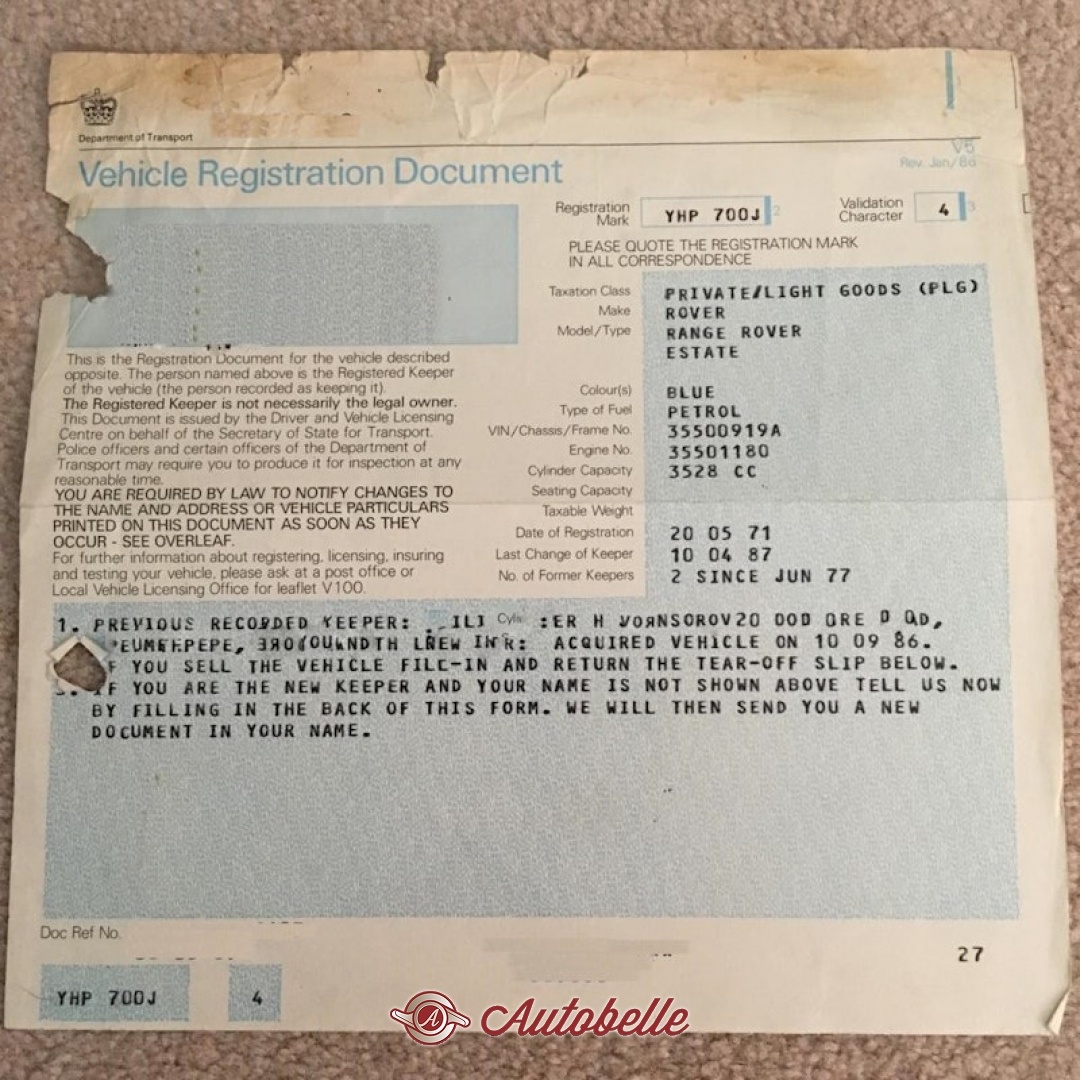 Department of Transport
Vehicle Registration Document
V5
Rev. Jan/86
Registration Mark
YHP 700J
2
Validation Character
4
3
PLEASE QUOTE THE REGISTRATION MARK
IN ALL CORRESPONDENCE
Taxation Class PRIVATE/LIGHT GOODS (PLG)
Make ROVER
Model/Type RANGE ROVER
ESTATE
Colour(s) BLUE
Type of Fuel PETROL
VIN/Chassis/Frame No. 35500919A
Engine No. 35501180
Cylinder Capacity 3528 CC
Seating Capacity
Taxable Weight
Date of Registration 20 05 71
Last Change of Keeper 10 04 87
No. of Former Keepers 2 SINCE JUN 77
This is the Registration Document for the vehicle described
opposite. The person named above is the Registered Keeper
of the vehicle (the person recorded as keeping it).
The Registered Keeper is not necessarily the legal owner.
This Document is issued by the Driver and Vehicle Licensing
Centre on behalf of the Secretary of State for Transport.
Police officers and certain officers of the Department of
Transport may require you to produce it for inspection at any
reasonable time.
YOU ARE REQUIRED BY LAW TO NOTIFY CHANGES TO
THE NAME AND ADDRESS OR VEHICLE PARTICULARS
PRINTED ON THIS DOCUMENT AS SOON AS THEY
OCCUR - SEE OVERLEAF.
For further information about registering, licensing, insuring
and testing your vehicle, please ask at a post office or
Local Vehicle Licensing Office for leaflet V100.
1. PREVIOUS RECORDED KEEPER:
ACQUIRED VEHICLE ON 10 09 86.
YOU SELL THE VEHICLE FILC-IN AND RETURN THE TEAR-OFF SLIP BELOW.
IF YOU ARE THE NEW KEEPER AND YOUR NAME IS NOT SHOWN ABOVE TELL US NOW
BY FILLING IN THE BACK OF THIS FORM. WE WILL THEN SEND YOU A NEW
DOCUMENT IN YOUR NAME.
Doc Ref No.
27
YHP 700J 4
A Autobelle